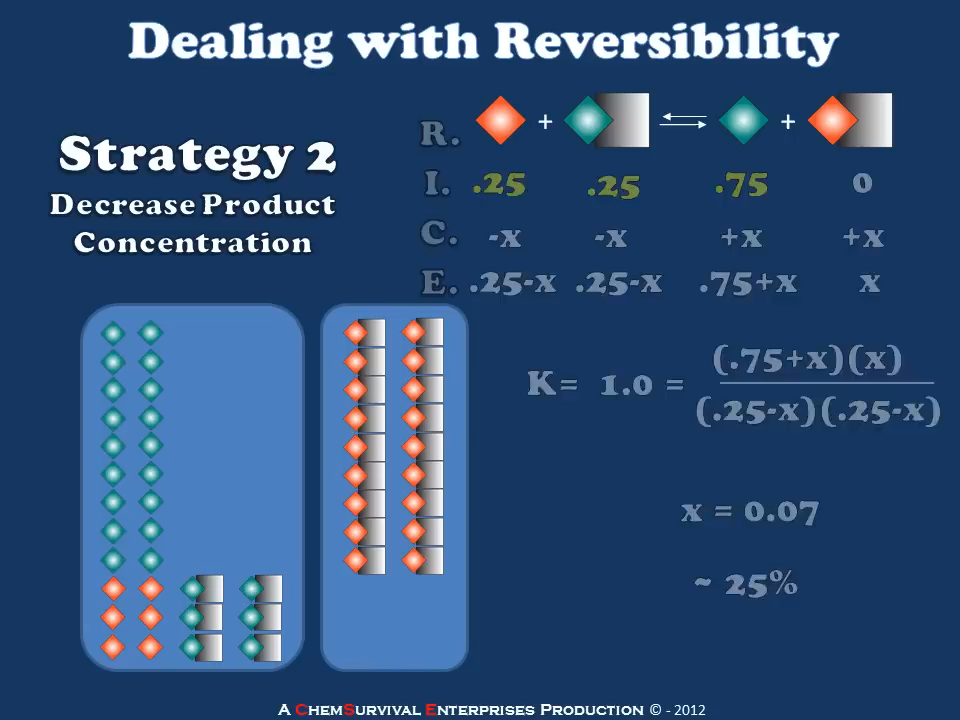 Dealing with Reversibility
Strategy 2
Decrease Product
Concentration
R. + +
I. .25 .25 .75 0
C. -x -x +x +x
E. .25-x .25-x .75+x x
(.75+x)(x)
K= 1.0 =
(.25-x)(.25-x)
x = 0.07
~ 25%
A ChemSurvival Enterprises Production © - 2012